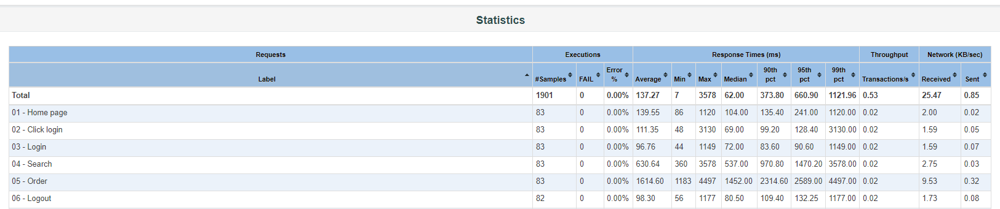 Statistics
Requests Executions Response Times (ms) Throughput Network (KB/sec)
Label #Samples FAIL Error % Average Min Max Median 90th pct 95th pct 99th pct Transactions/s Received Sent
Total 1901 0 0.00% 137.27 7 3578 62.00 373.80 660.90 1121.96 0.53 25.47 0.85
01 - Home page 83 0 0.00% 139.55 86 1120 104.00 135.40 241.00 1120.00 0.02 2.00 0.02
02 - Click login 83 0 0.00% 111.35 48 3130 69.00 99.20 128.40 3130.00 0.02 1.59 0.05
03 - Login 83 0 0.00% 96.76 44 1149 72.00 83.60 90.60 1149.00 0.02 1.59 0.07
04 - Search 83 0 0.00% 630.64 360 3578 537.00 970.80 1470.20 3578.00 0.02 2.75 0.03
05 - Order 83 0 0.00% 1614.60 1183 4497 1452.00 2314.60 2589.00 4497.00 0.02 9.53 0.32
06 - Logout 82 0 0.00% 98.30 56 1177 80.50 109.40 132.25 1177.00 0.02 1.73 0.08